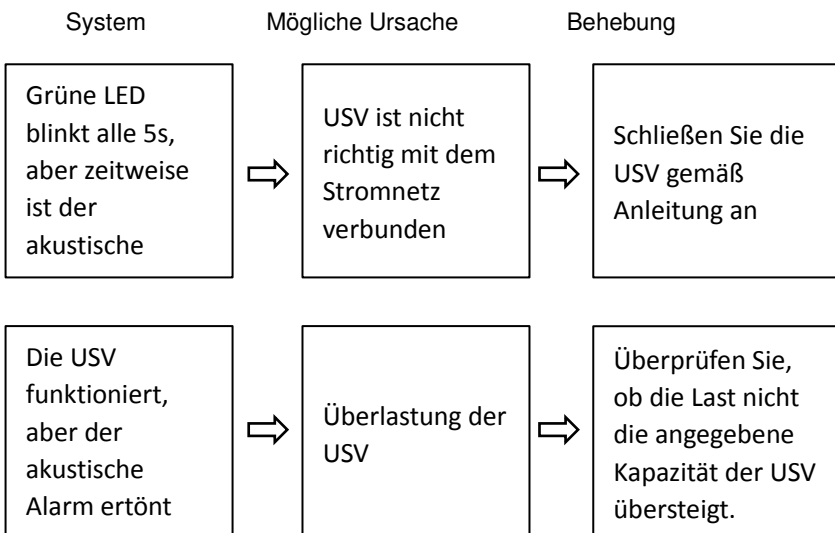 System Mögliche Ursache Behebung
Grüne LED
blinkt alle 5s,
aber zeitweise
ist der
akustische
USV ist nicht
richtig mit dem
Stromnetz
verbunden
Schließen Sie die
USV gemäß
Anleitung an
Die USV
funktioniert,
aber der
akustische
Alarm ertönt
Überlastung der
USV
Überprüfen Sie,
ob die Last nicht
die angegebene
Kapazität der USV
übersteigt.